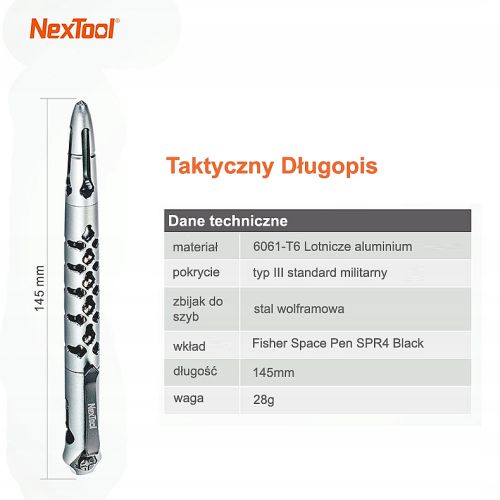 NexTool®
Taktyczny Długopis
145 mm
Dane techniczne
materiał 6061-T6 Lotnicze aluminium
pokrycie typ III standard militarny
zbijak do szyb stal wolframowa
wkład Fisher Space Pen SPR4 Black
długość 145mm
waga 28g
NexTool